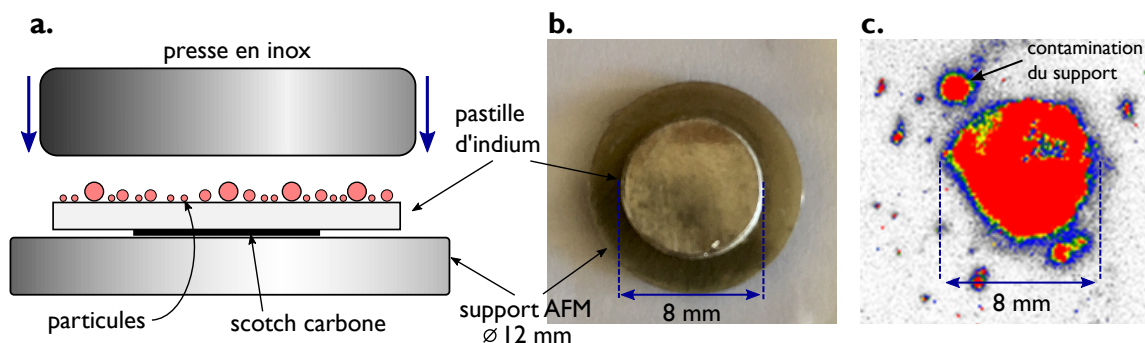 a.
presse en inox
pastille
d'indium
particules
scotch carbone
support AFM
⌀ 12 mm
b.
8 mm
c.
contamination
du support
8 mm